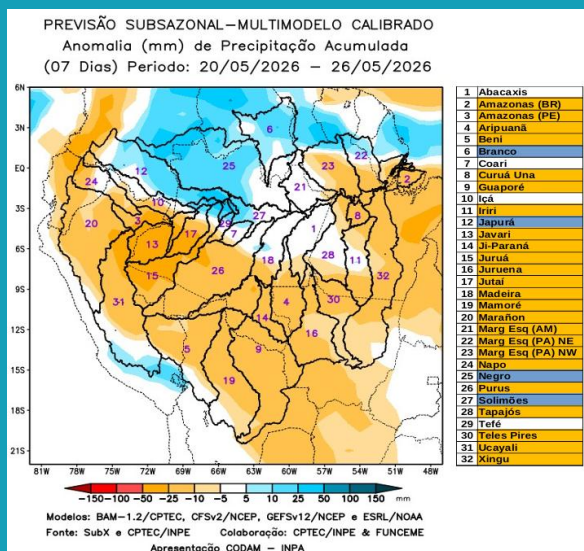 PREVISÃO SUBSAZONAL-MULTIMODELO CALIBRADO
Anomalia (mm) de Precipitação Acumulada
(07 Dias) Periodo: 20/05/2026 - 26/05/2026
6N
3N
EQ
3S
6S
9S
12S
15S
18S
21S
81W 78W 75W 72W 69W 66W 63W 60W 57W 54W 51W 48W
6
12
25
22
23
24
21
2
10
20
3
27
8
13
17
7
1
18
28
11
15
26
32
31
4
30
14
16
5
9
19
-150 -100 -50 -25 -10 -5 5 10 25 50 100 150 mm
Modelos: BAM-1.2/CPTEC, CFSv2/NCEP, GEFSv12/NCEP e ESRL/NOAA
Fonte: SubX e CPTEC/INPE Colaboração: CPTEC/INPE & FUNCEME
Apresentação CODAM - INPA
1 Abacaxis
2 Amazonas (BR)
3 Amazonas (PE)
4 Aripuanã
5 Beni
6 Branco
7 Coari
8 Curuá Una
9 Guaporé
10 Içá
11 Iriri
12 Japurá
13 Javari
14 Ji-Paraná
15 Juruá
16 Juruena
17 Jutaí
18 Madeira
19 Mamoré
20 Marañon
21 Marg Esq (AM)
22 Marg Esq (PA) NE
23 Marg Esq (PA) NW
24 Napo
25 Negro
26 Purus
27 Solimões
28 Tapajós
29 Tefé
30 Teles Pires
31 Ucayali
32 Xingu